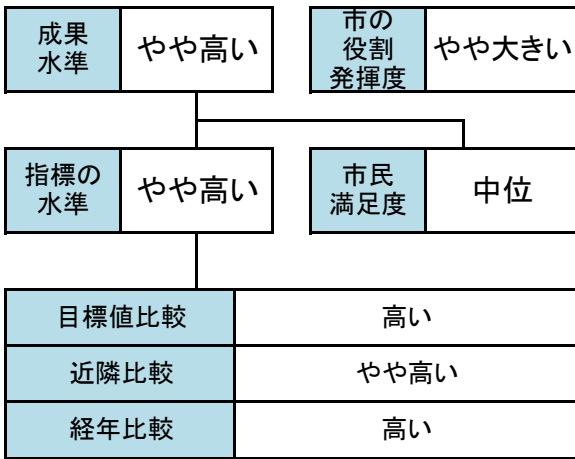 成果
水準
やや高い
市の
役割
発揮度
やや大きい
指標の
水準
やや高い
市民
満足度
中位
目標値比較
高い
近隣比較
やや高い
経年比較
高い